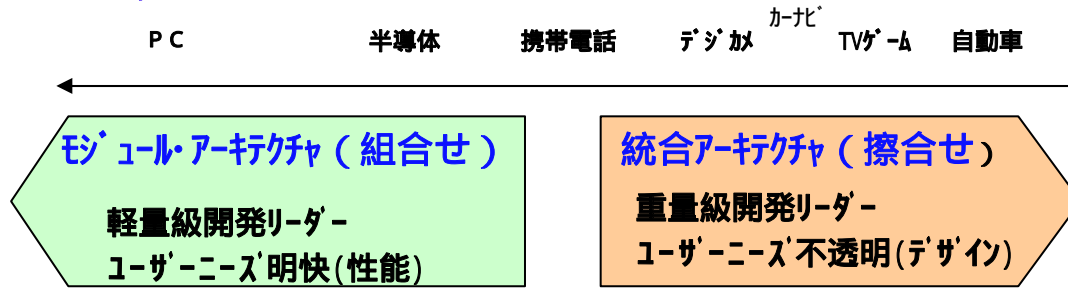 カーナビ
PC 半導体 携帯電話 デジカメ TVゲーム 自動車
モジュール・アーキテクチャ(組合せ)
軽量級開発リーダー
ユーザーニーズ明快(性能)
統合アーキテクチャ(擦合せ)
重量級開発リーダー
ユーザーニーズ不透明(デザイン)